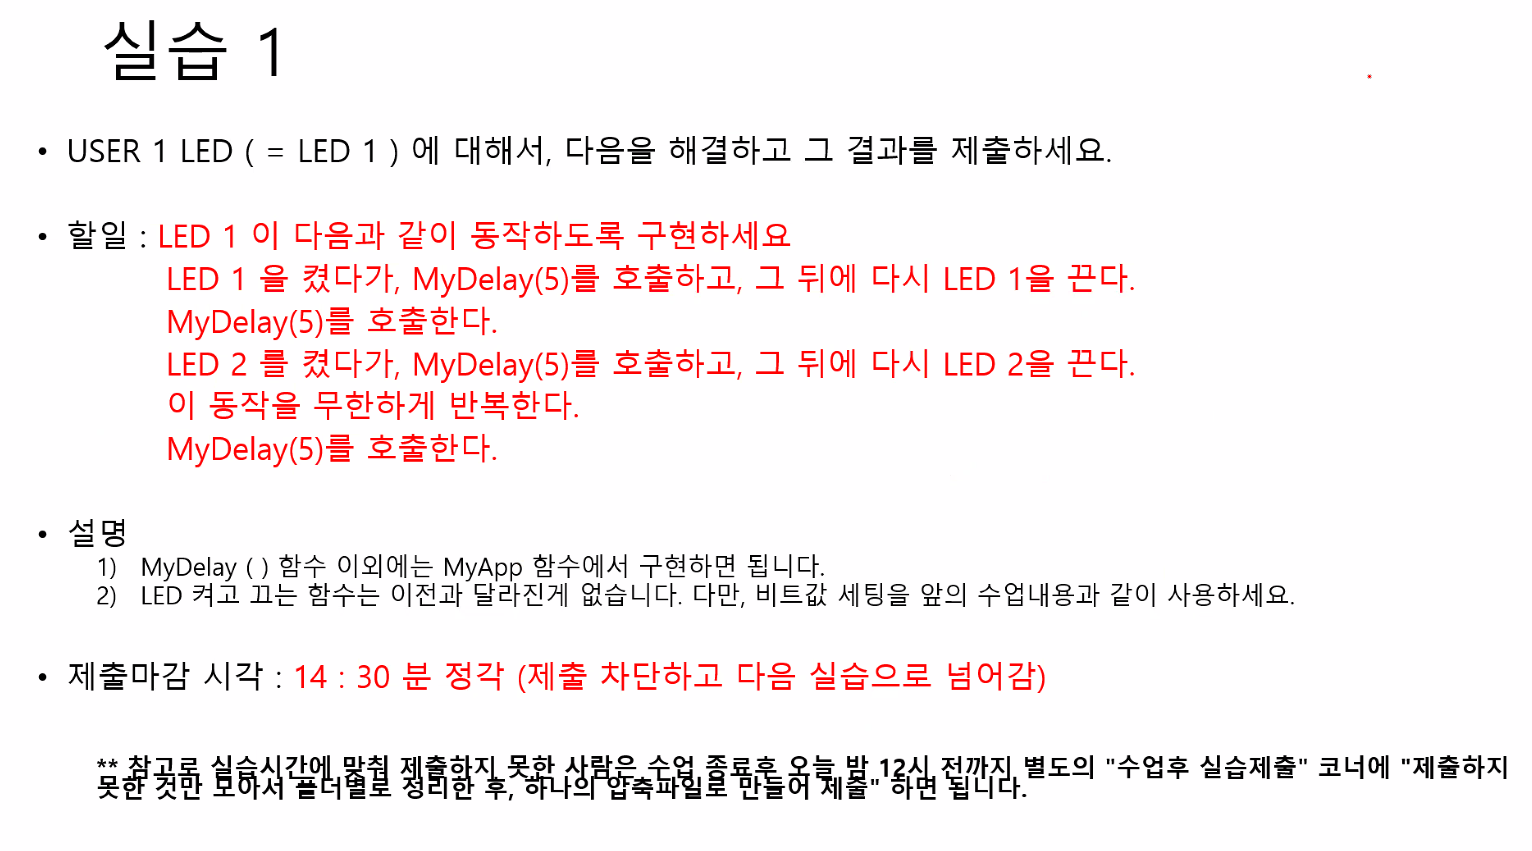 실습 1
• USER 1 LED ( = LED 1 ) 에 대해서, 다음을 해결하고 그 결과를 제출하세요.
• 할일 : LED 1 이 다음과 같이 동작하도록 구현하세요
LED 1 을 켰다가, MyDelay(5)를 호출하고, 그 뒤에 다시 LED 1을 끈다.
MyDelay(5)를 호출한다.
LED 2 를 켰다가, MyDelay(5)를 호출하고, 그 뒤에 다시 LED 2을 끈다.
이 동작을 무한하게 반복한다.
MyDelay(5)를 호출한다.
• 설명
1) MyDelay ( ) 함수 이외에는 MyApp 함수에서 구현하면 됩니다.
2) LED 켜고 끄는 함수는 이전과 달라진게 없습니다. 다만, 비트값 세팅을 앞의 수업내용과 같이 사용하세요.
• 제출마감 시각 : 14 : 30 분 정각 (제출 차단하고 다음 실습으로 넘어감)
** 참고로 실습시간에 맞춰 제출하지 못한 사람은 수업 종료후 오늘 밤 12시 전까지 별도의 "수업후 실습제출" 코너에 "제출하지
못한 것만 모아서 폴더별로 정리한 후, 하나의 압축파일로 만들어 제출" 하면 됩니다.